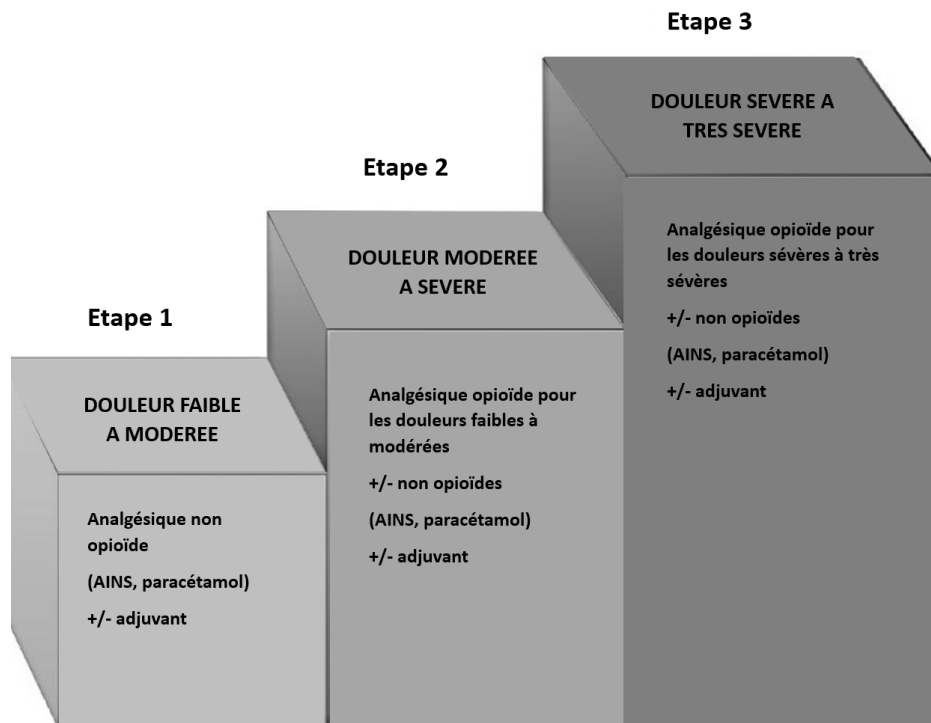 Etape 1
DOULEUR FAIBLE
A MODEREE
Analgésique non
opioïde
(AINS, paracétamol)
+/- adjuvant
Etape 2
DOULEUR MODEREE
A SEVERE
Analgésique opioïde pour
les douleurs faibles à
modérées
+/- non opioïdes
(AINS, paracétamol)
+/- adjuvant
Etape 3
DOULEUR SEVERE A
TRES SEVERE
Analgésique opioïde pour
les douleurs sévères à très
sévères
+/- non opioïdes
(AINS, paracétamol)
+/- adjuvant